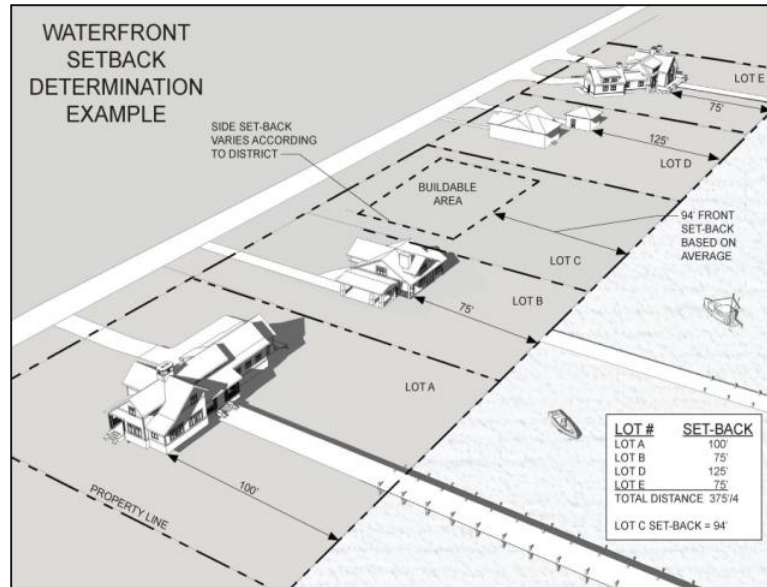 WATERFRONT
SETBACK
DETERMINATION
EXAMPLE
SIDE SET-BACK
VARIES ACCORDING
TO DISTRICT
BUILDABLE
AREA
LOT E
75'
125'
LOT D
94' FRONT
SET-BACK
BASED ON
AVERAGE
LOT C
LOT B
75'
LOT A
100'
PROPERTY LINE
LOT # SET-BACK
LOT A 100'
LOT B 75'
LOT D 125'
LOT E 75'
TOTAL DISTANCE 375'/4
LOT C SET-BACK = 94'